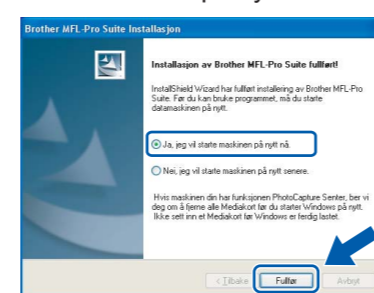 Brother MFL-Pro Suite Installasjon
Installasjon av Brother MFL-Pro Suite fullført!
InstallShield Wizard har fullført installering av Brother MFL-Pro
Suite. Før du kan bruke programmet, må du starte
datamaskinen på nytt.
Ja, jeg vil starte maskinen på nytt nå.
Nei, jeg vil starte maskinen på nytt senere.
Hvis maskinen din har funksjonen PhotoCapture Senter, ber vi
deg om å fjerne alle Mediakort før du starter Windows på nytt.
Ikke sett inn et Mediakort før Windows er ferdig lastet.
< Tilbake Fullfør Avbryt